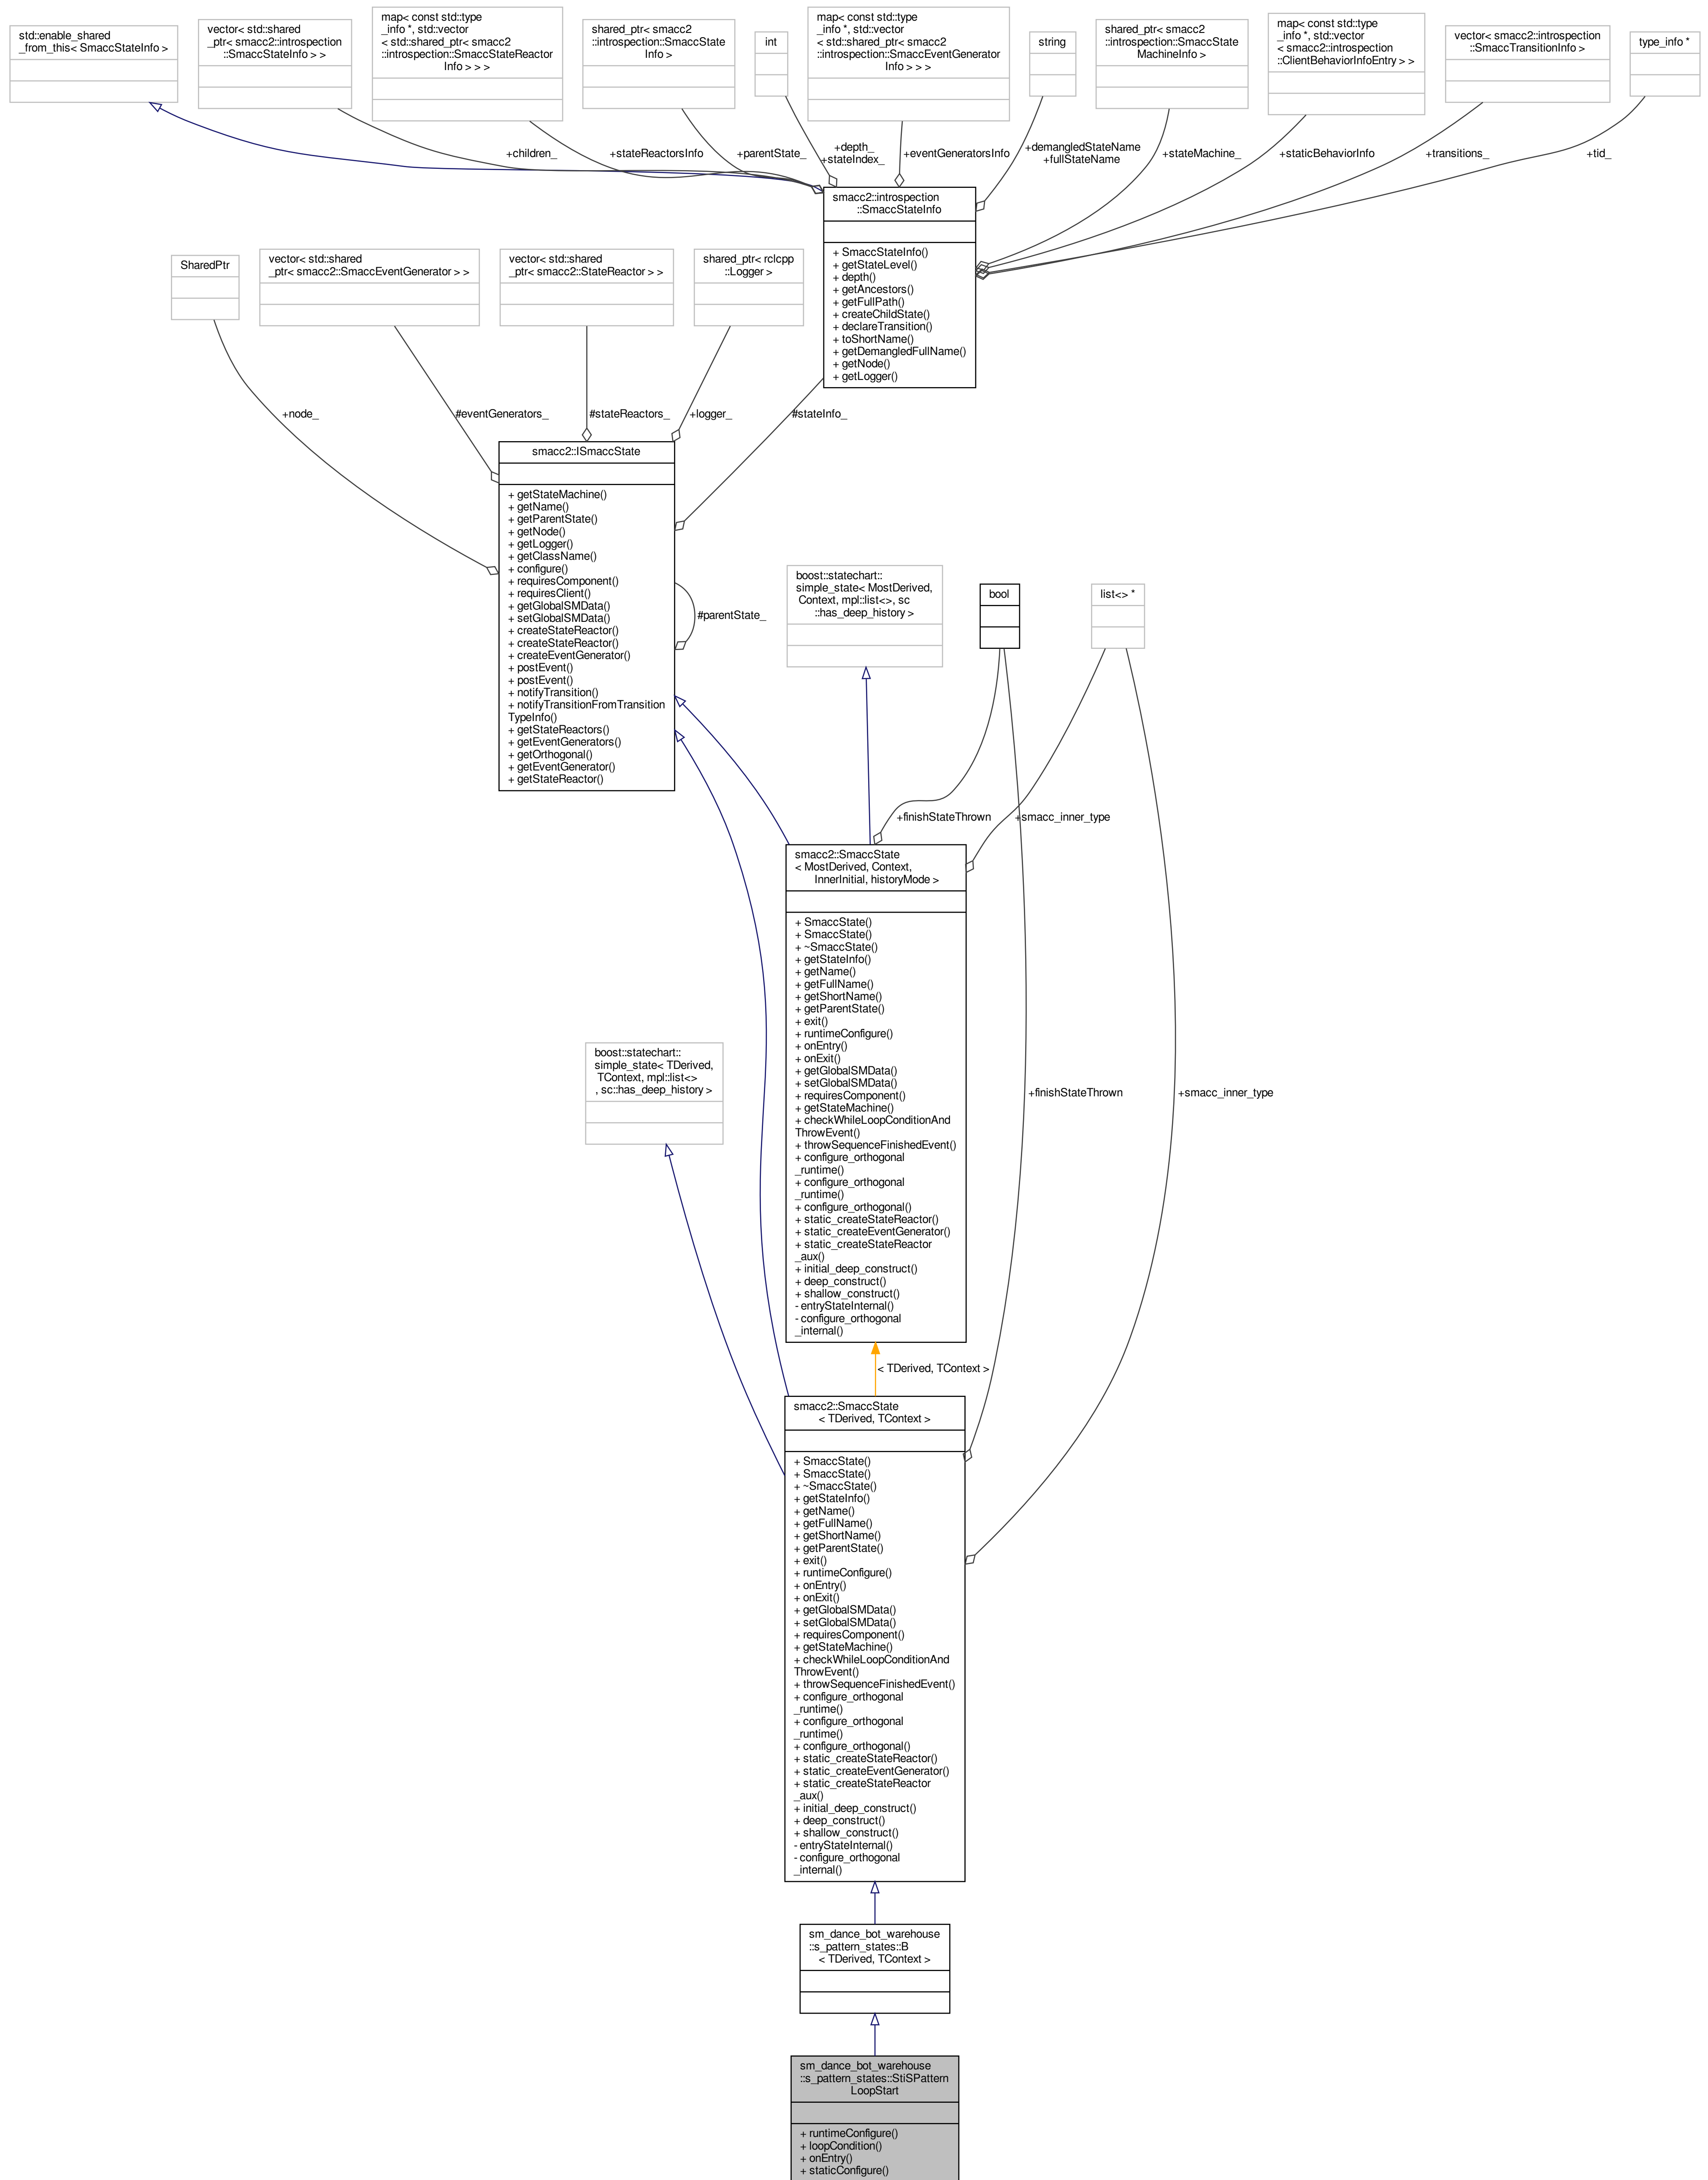 std::enable_shared
_from_this< SmaccStateInfo >
vector< std::shared
_ptr< smacc2::introspection
::SmaccStateInfo > >
map< const std::type
_info *, std::vector
< std::shared_ptr< smacc2
::introspection::SmaccStateReactor
Info > > >
shared_ptr< smacc2
::introspection::SmaccState
Info >
int
map< const std::type
_info *, std::vector
< std::shared_ptr< smacc2
::introspection::SmaccEventGenerator
Info > > >
string
shared_ptr< smacc2
::introspection::SmaccState
MachineInfo >
map< const std::type
_info *, std::vector
< smacc2::introspection
::ClientBehaviorInfoEntry > >
vector< smacc2::introspection
::SmaccTransitionInfo >
type_info *
+children_
+stateReactorsInfo
+parentState_
+depth_
+stateIndex_
+eventGeneratorsInfo
+demangledStateName
+fullStateName
+stateMachine_
+staticBehaviorInfo
+transitions_
+tid_
smacc2::introspection
::SmaccStateInfo
+ SmaccStateInfo()
+ getStateLevel()
+ depth()
+ getAncestors()
+ getFullPath()
+ createChildState()
+ declareTransition()
+ toShortName()
+ getDemangledFullName()
+ getNode()
+ getLogger()
SharedPtr
vector< std::shared
_ptr< smacc2::SmaccEventGenerator > >
vector< std::shared
_ptr< smacc2::StateReactor > >
shared_ptr< rclcpp
::Logger >
+node_
#eventGenerators_
#stateReactors_
+logger_
#stateInfo_
smacc2::ISmaccState
+ getStateMachine()
+ getName()
+ getParentState()
+ getNode()
+ getLogger()
+ getClassName()
+ configure()
+ requiresComponent()
+ requiresClient()
+ getGlobalSMData()
+ setGlobalSMData()
+ createStateReactor()
+ createStateReactor()
+ createEventGenerator()
+ postEvent()
+ postEvent()
+ notifyTransition()
+ notifyTransitionFromTransition
TypeInfo()
+ getStateReactors()
+ getEventGenerators()
+ getOrthogonal()
+ getEventGenerator()
+ getStateReactor()
#parentState_
boost::statechart::
simple_state< MostDerived,
Context, mpl::list<>, sc
::has_deep_history >
bool
list<> *
+finishStateThrown
+smacc_inner_type
smacc2::SmaccState
< MostDerived, Context,
InnerInitial, historyMode >
+ SmaccState()
+ SmaccState()
+ ~SmaccState()
+ getStateInfo()
+ getName()
+ getFullName()
+ getShortName()
+ getParentState()
+ exit()
+ runtimeConfigure()
+ onEntry()
+ onExit()
+ getGlobalSMData()
+ setGlobalSMData()
+ requiresComponent()
+ getStateMachine()
+ checkWhileLoopConditionAnd
ThrowEvent()
+ throwSequenceFinishedEvent()
+ configure_orthogonal
_runtime()
+ configure_orthogonal
_runtime()
+ configure_orthogonal()
+ static_createStateReactor()
+ static_createEventGenerator()
+ static_createStateReactor
_aux()
+ initial_deep_construct()
+ deep_construct()
+ shallow_construct()
- entryStateInternal()
- configure_orthogonal
_internal()
boost::statechart::
simple_state< TDerived,
TContext, mpl::list<>
, sc::has_deep_history >
+finishStateThrown
+smacc_inner_type
< TDerived, TContext >
smacc2::SmaccState
< TDerived, TContext >
+ SmaccState()
+ SmaccState()
+ ~SmaccState()
+ getStateInfo()
+ getName()
+ getFullName()
+ getShortName()
+ getParentState()
+ exit()
+ runtimeConfigure()
+ onEntry()
+ onExit()
+ getGlobalSMData()
+ setGlobalSMData()
+ requiresComponent()
+ getStateMachine()
+ checkWhileLoopConditionAnd
ThrowEvent()
+ throwSequenceFinishedEvent()
+ configure_orthogonal
_runtime()
+ configure_orthogonal
_runtime()
+ configure_orthogonal()
+ static_createStateReactor()
+ static_createEventGenerator()
+ static_createStateReactor
_aux()
+ initial_deep_construct()
+ deep_construct()
+ shallow_construct()
- entryStateInternal()
- configure_orthogonal
_internal()
sm_dance_bot_warehouse
::s_pattern_states::B
< TDerived, TContext >
sm_dance_bot_warehouse
::s_pattern_states::StiSPattern
LoopStart
+ runtimeConfigure()
+ loopCondition()
+ onEntry()
+ staticConfigure()